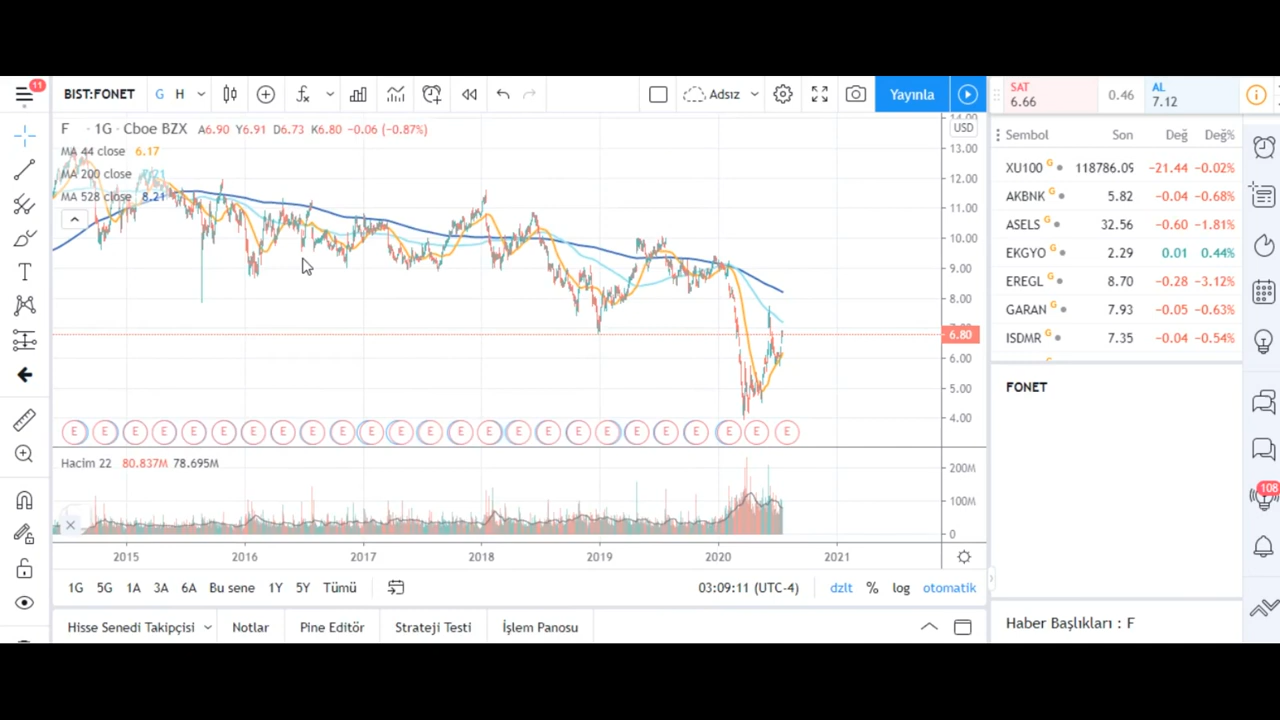 11
BIST:FONET G H Adsız Yayınla
SAT 6.66 0.46 AL 7.12
F · 1G · Cboe BZX A6.90 Y6.91 D6.73 K6.80 −0.06 (−0.87%)
MA 44 close 6.17
MA 200 close
MA 528 close 8.21
USD
14.00
13.00
12.00
11.00
10.00
9.00
8.00
6.80
6.00
5.00
4.00
E E E E E E E E E E E E E E E E E E E E E E E E E
Hacim 22 80.837M 78.695M
200M
100M
0
2015 2016 2017 2018 2019 2020 2021
1G 5G 1A 3A 6A Bu sene 1Y 5Y Tümü 03:09:11 (UTC-4) dzlt % log otomatik
Hisse Senedi Takipçisi Notlar Pine Editör Strateji Testi İşlem Panosu
Sembol Son Değ Değ%
XU100 G 118786.09 −21.44 −0.02%
AKBNK G 5.82 −0.04 −0.68%
ASELS G 32.56 −0.60 −1.81%
EKGYO G 2.29 0.01 0.44%
EREGL G 8.70 −0.28 −3.12%
GARAN G 7.93 −0.05 −0.63%
ISDMR G 7.35 −0.04 −0.54%
FONET
Haber Başlıkları : F
108